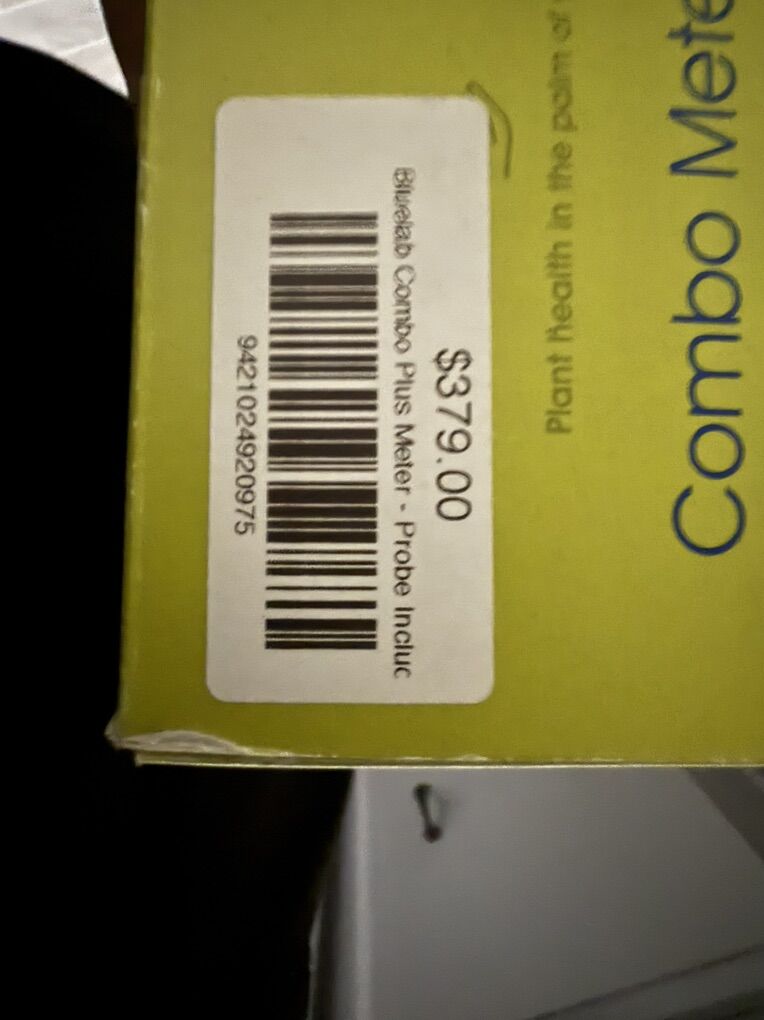 Combo Mete
Plant health in the palm of
$379.00
Bluelab Combo Plus Meter - Probe Incluc
9421024920975